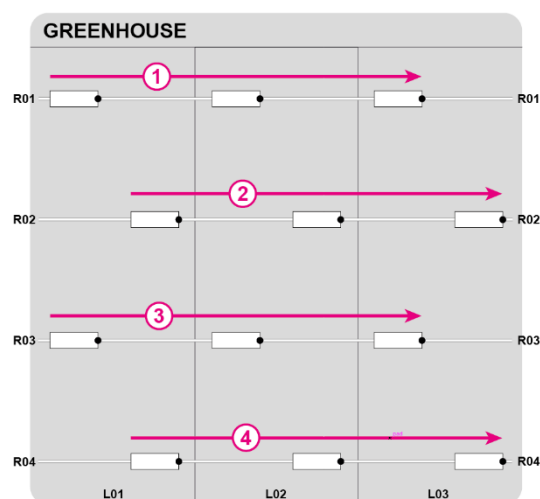 GREENHOUSE
1
R01 R01
2
R02 R02
3
R03 R03
4
R04 R04
L01 L02 L03